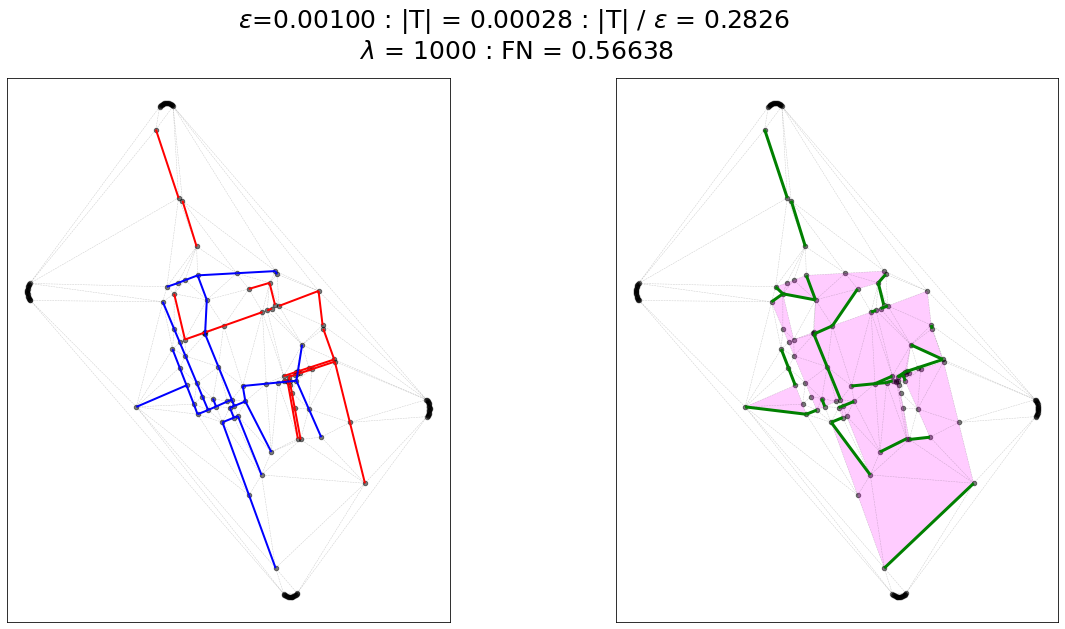 ε=0.00100 : |T| = 0.00028 : |T| / ε = 0.2826
λ = 1000 : FN = 0.56638